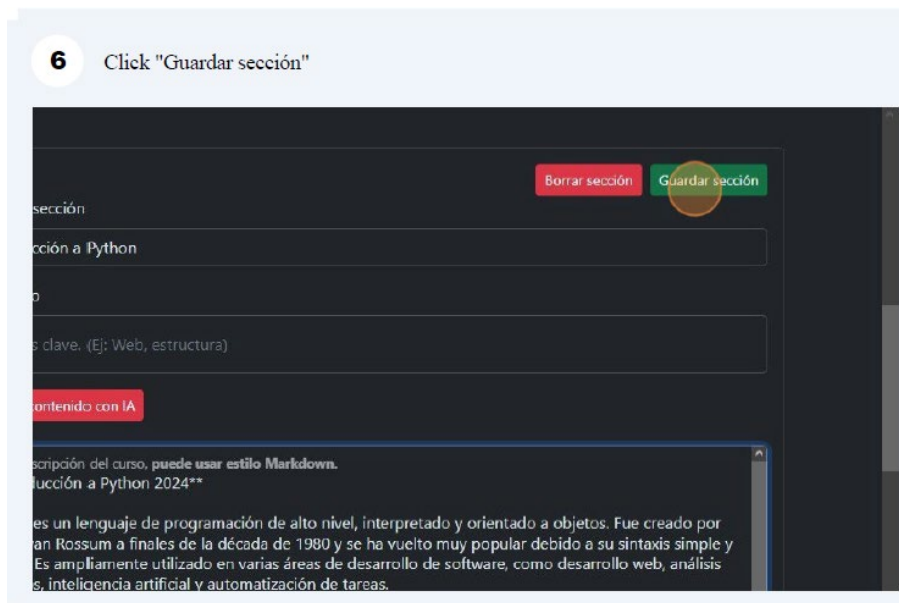 6 Click "Guardar sección"
Borrar sección Guardar sección
sección
cción a Python
o
s clave. (Ej: Web, estructura)
contenido con IA
scripción del curso, puede usar estilo Markdown.
ducción a Python 2024**
es un lenguaje de programación de alto nivel, interpretado y orientado a objetos. Fue creado por
van Rossum a finales de la década de 1980 y se ha vuelto muy popular debido a su sintaxis simple y
Es ampliamente utilizado en varias áreas de desarrollo de software, como desarrollo web, análisis
s, inteligencia artificial y automatización de tareas.